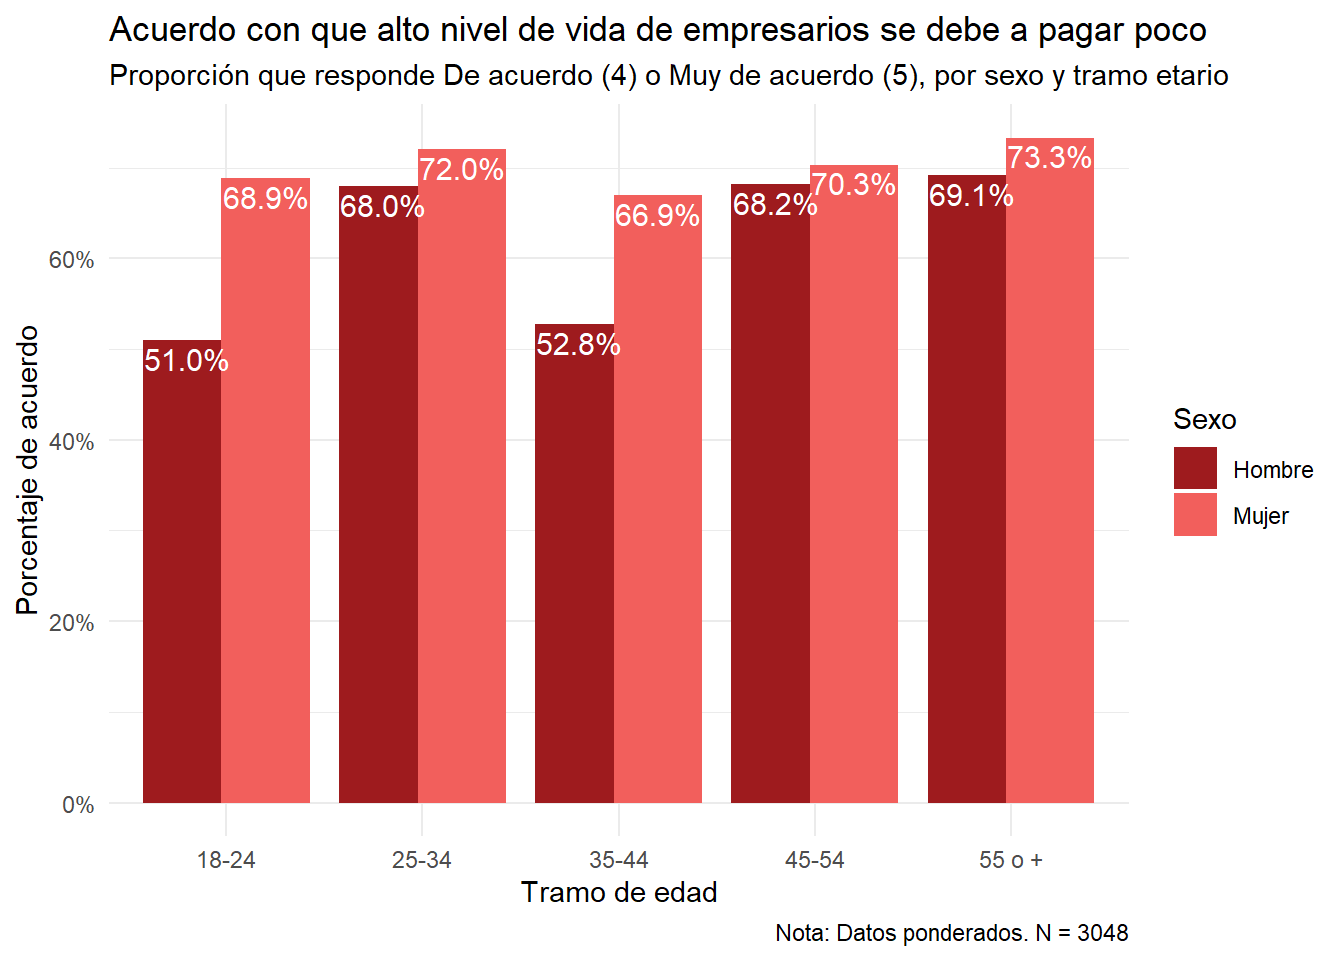 Acuerdo con que alto nivel de vida de empresarios se debe a pagar poco
Proporción que responde De acuerdo (4) o Muy de acuerdo (5), por sexo y tramo etario
Porcentaje de acuerdo
60%
40%
20%
0%
51.0%
68.9%
68.0%
72.0%
52.8%
66.9%
68.2%
70.3%
69.1%
73.3%
18-24
25-34
35-44
45-54
55 o +
Tramo de edad
Sexo
Hombre
Mujer
Nota: Datos ponderados. N = 3048